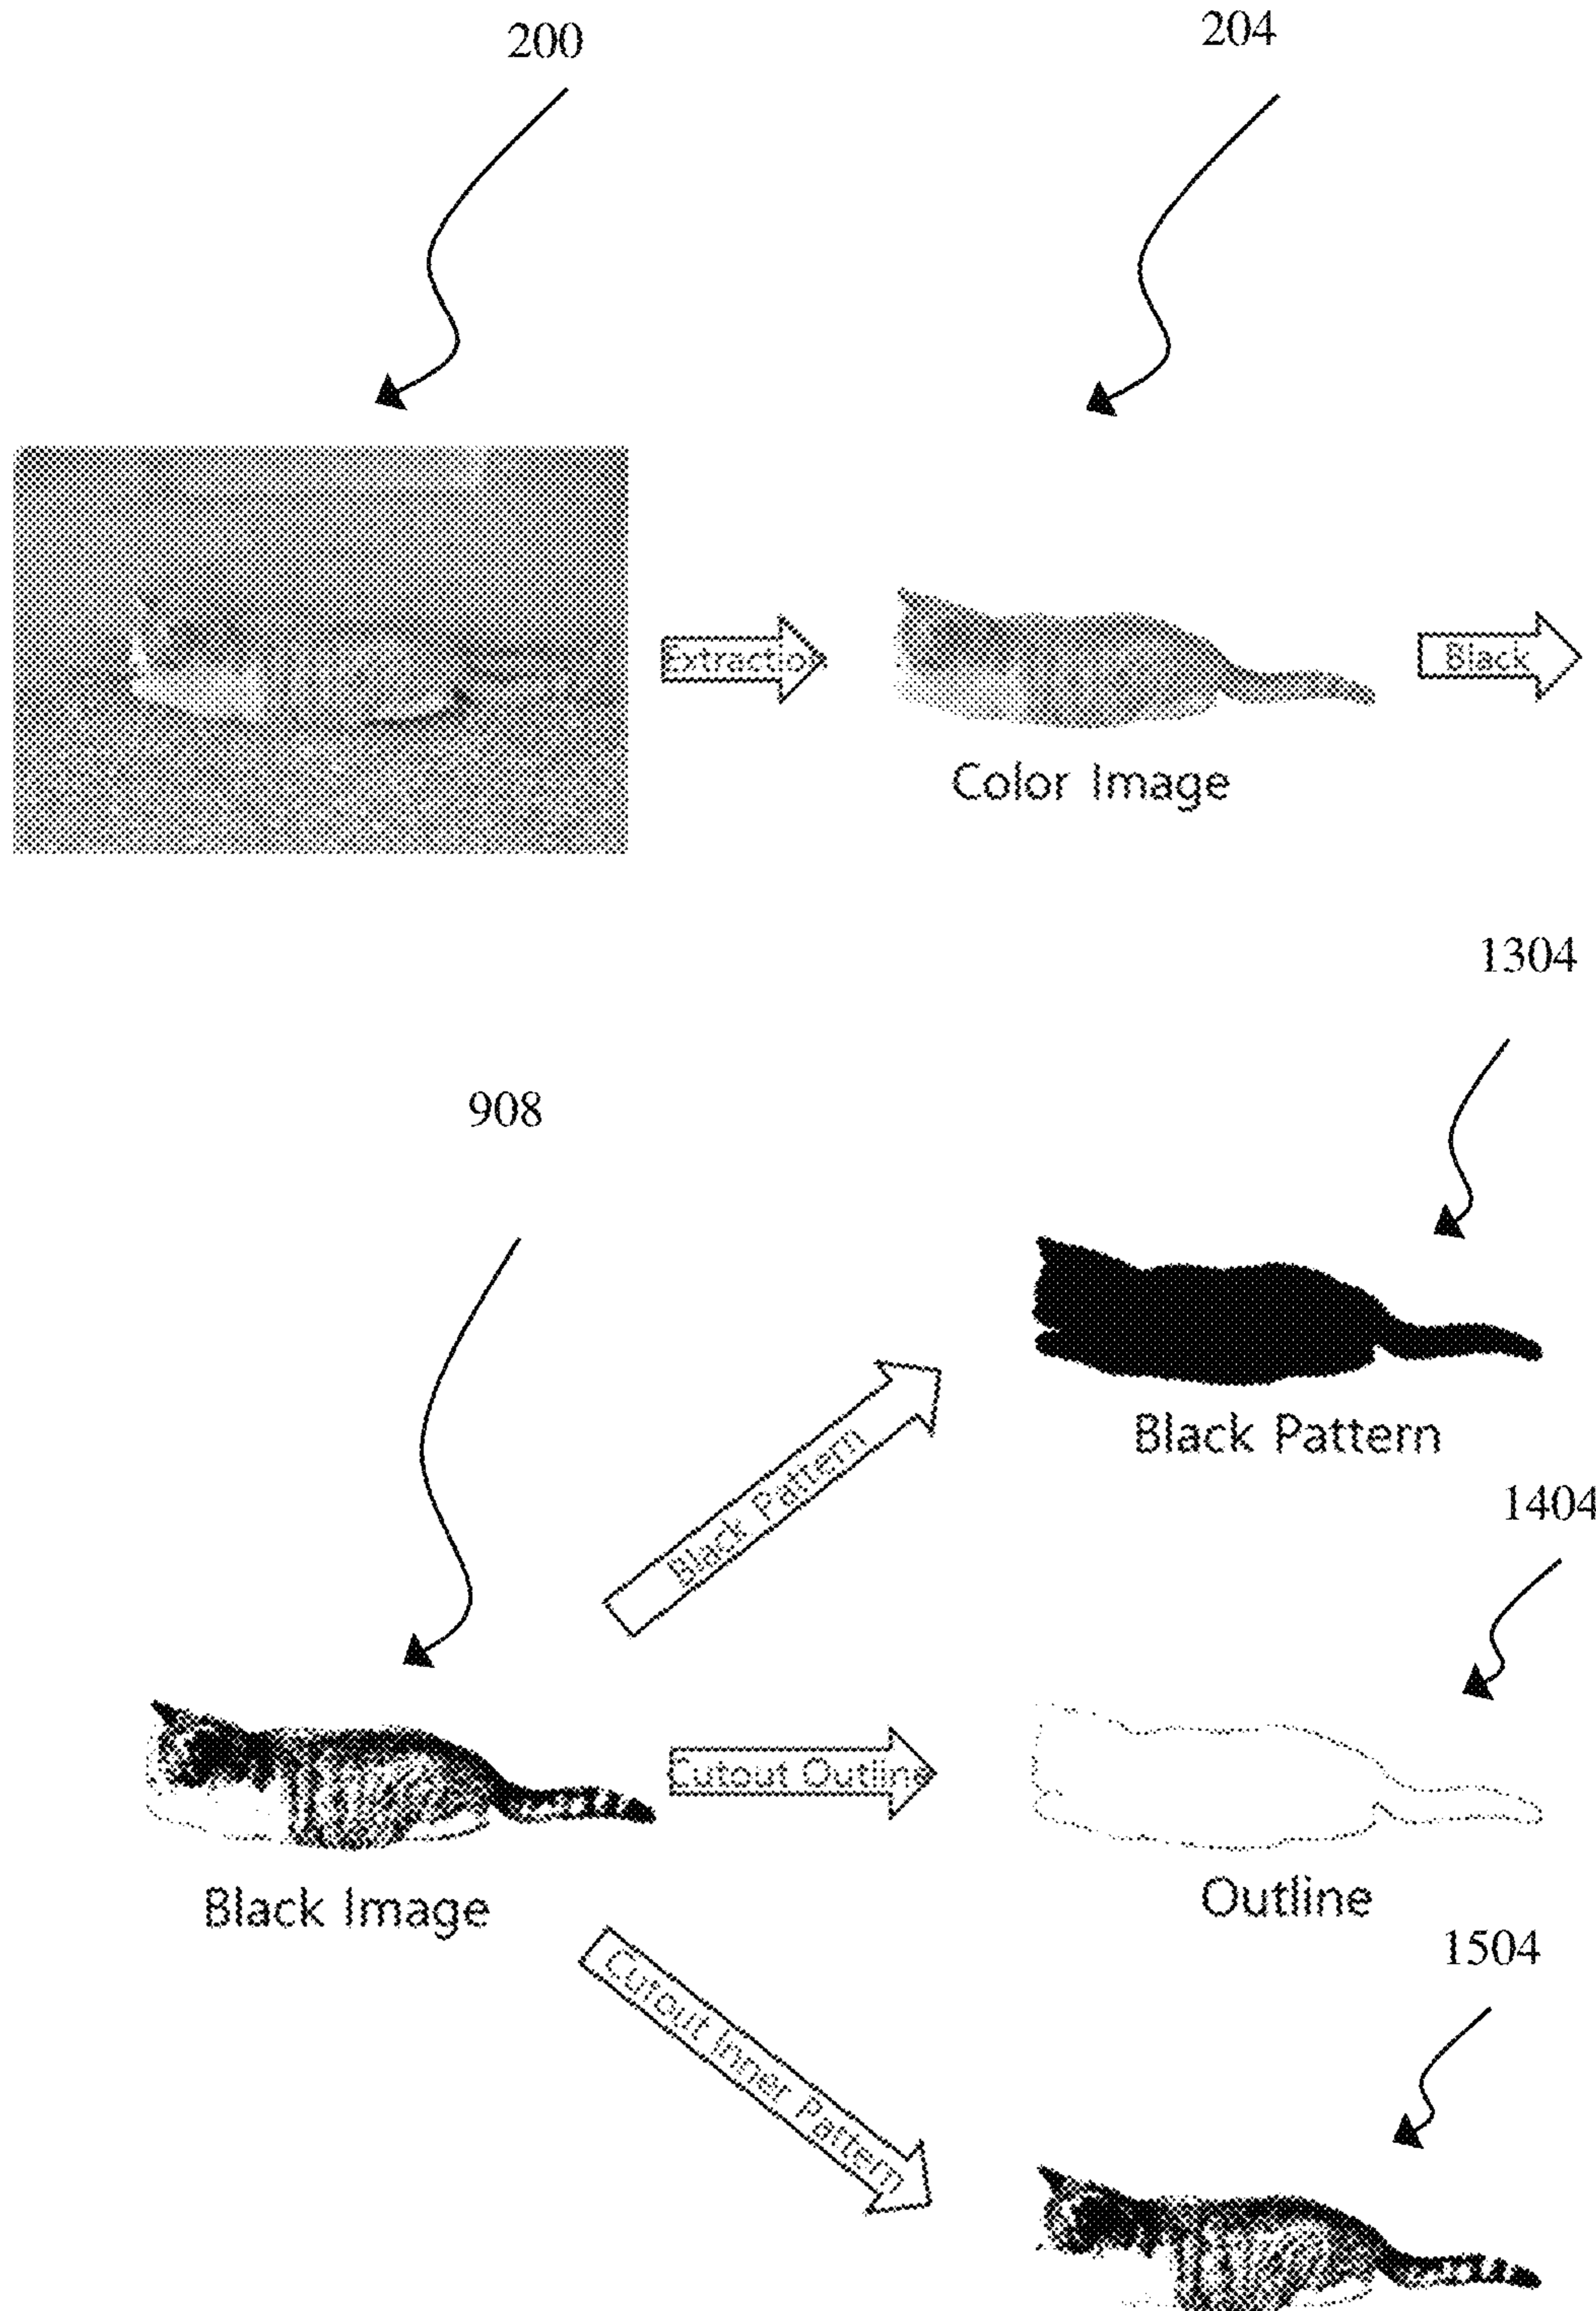 200
204
Extraction
Black
Color Image
1304
908
Black Pattern
Black Pattern
1404
Cutout Outline
Black Image
Outline
1504
Cutout Inner Pattern